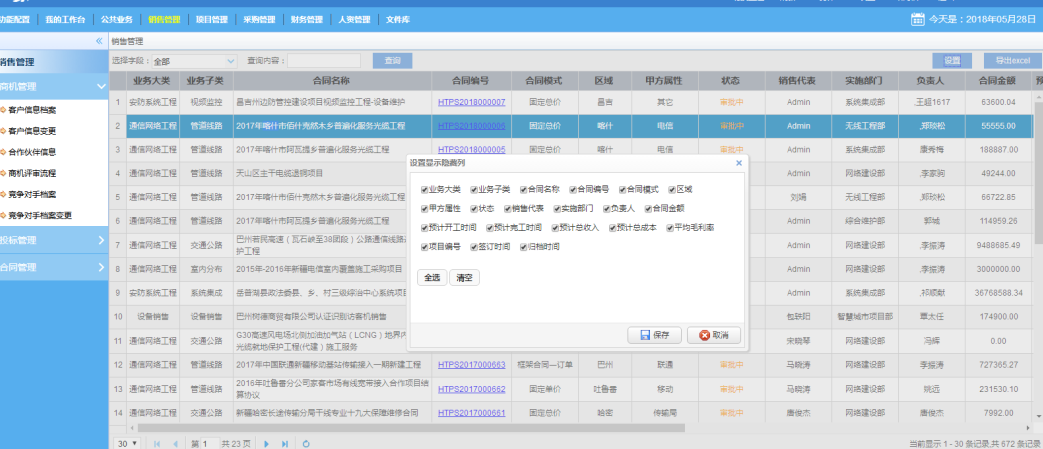 功能配置 我的工作台 公共业务 销售管理 项目管理 采购管理 财务管理 人资管理 文件库 今天是：2018年05月28日
销售管理
商机管理
客户信息档案
客户信息变更
合作伙伴信息
商机评审流程
竞争对手档案
竞争对手档案变更
投标管理
合同管理
销售管理
选择字段：全部 查询内容： 查询 设置 导出excel
业务大类 业务子类 合同名称 合同编号 合同模式 区域 甲方属性 状态 销售代表 实施部门 负责人 合同金额
1 安防系统工程 视频监控 昌吉州边防管控建设项目视频监控工程-设备维护 HTPS2018000007 固定总价 昌吉 其它 审批中 Admin 系统集成部 .王超1617 63600.04
2 通信网络工程 管道线路 2017年喀什市佰什克然木乡普遍化服务光缆工程 HTPS2018000006 固定总价 喀什 电信 审批中 Admin 无线工程部 .郑欣松 55555.00
3 通信网络工程 管道线路 2017年喀什市阿瓦提乡普遍化服务光缆工程 HTPS2018000005 固定总价 喀什 电信 审批中 Admin 系统集成部 康秀梅 188887.00
4 通信网络工程 管道线路 天山区主干电缆退铜项目 Admin 网络建设部 .李家驹 49244.00
5 通信网络工程 管道线路 2017年喀什市佰什克然木乡普遍化服务光缆工程 刘娟 无线工程部 .郑欣松 66722.85
6 通信网络工程 管道线路 2017年喀什市阿瓦提乡普遍化服务光缆工程 Admin 综合维护部 郭城 114959.26
7 通信网络工程 交通公路 巴州若民高速（瓦石峡至38团段）公路通信线路
护工程 Admin 网络建设部 .李振涛 9488685.49
8 通信网络工程 室内分布 2015年-2016年新疆电信室内覆盖施工采购项目 Admin 网络建设部 .李振涛 3000000.00
9 安防系统工程 系统集成 岳普湖县政法委县、乡、村三级综治中心系统项目 Admin 系统集成部 .祁顺献 36768588.34
10 设备销售 设备销售 巴州树德商贸有限公司认证识别访客机销售 包轶阳 智慧城市项目部 覃太任 174900.00
11 通信网络工程 交通公路 G30高速风电场北侧加油加气站（LCNG）地界内
光缆就地保护工程(代建）施工服务 宋晓琴 网络建设部 冯辉 0.00
12 通信网络工程 管道线路 2017年中国联通新疆移动基站传输接入一期新建工程 HTPS2017000663 框架合同—订单 巴州 联通 审批中 马晓涛 网络建设部 李振涛 727365.27
13 通信网络工程 管道线路 2016年吐鲁番分公司家客市场有线宽带接入合作项目结
算协议 HTPS2017000662 固定单价 吐鲁番 移动 审批中 马晓涛 网络建设部 姚远 231530.10
14 通信网络工程 交通公路 新疆哈密长途传输分局干线专业十九大保障维修合同 HTPS2017000661 固定总价 哈密 传输局 审批中 唐俊杰 网络建设部 唐俊杰 7992.00
设置显示隐藏列
业务大类 业务子类 合同名称 合同编号 合同模式 区域
甲方属性 状态 销售代表 实施部门 负责人 合同金额
预计开工时间 预计完工时间 预计总收入 预计总成本 平均毛利率
项目编号 签订时间 归档时间
全选 清空
保存 取消
30 第 1 共23页 当前显示 1 - 30 条记录,共 672 条记录